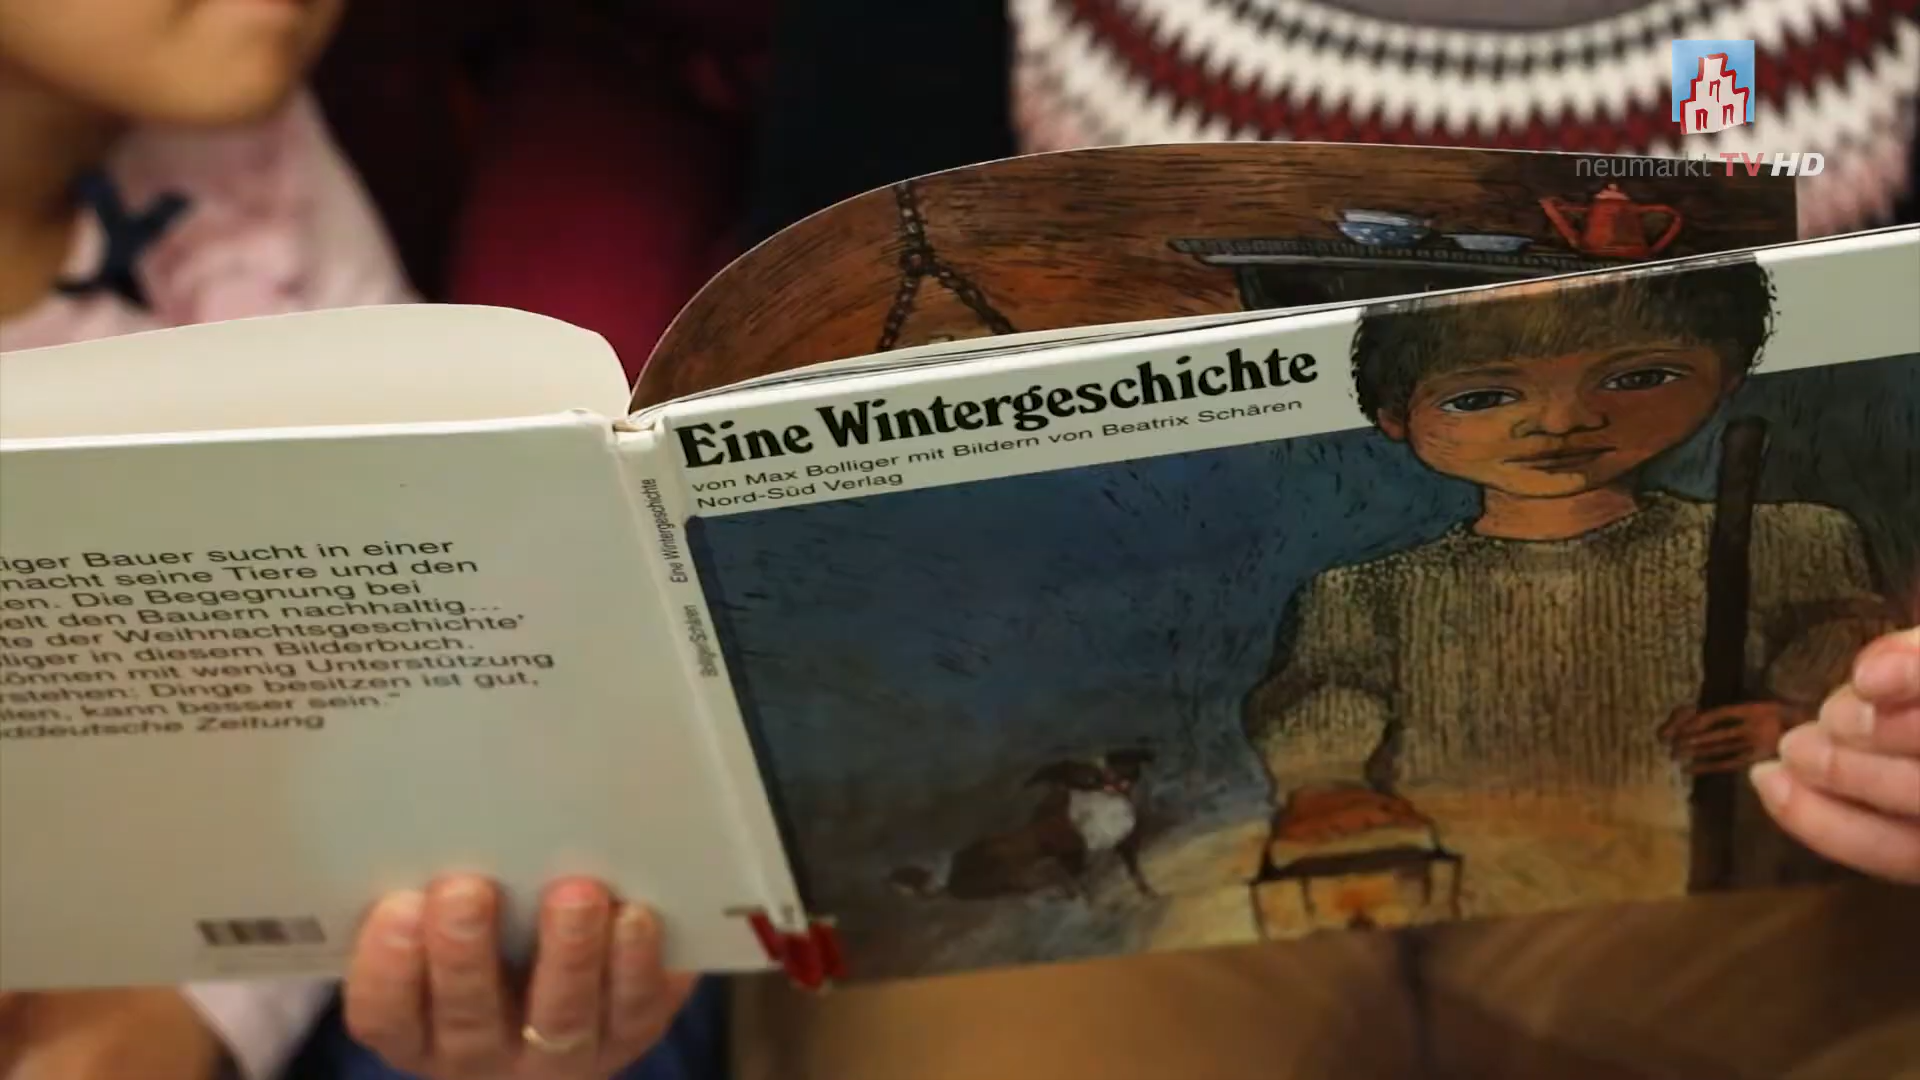 neumarkt TV HD
Eine Wintergeschichte
von Max Bolliger mit Bildern von Beatrix Schären
Nord-Süd Verlag
Eine Wintergeschichte
Bolliger/Schären
iger Bauer sucht in einer
nacht seine Tiere und den
en. Die Begegnung bei
elt den Bauern nachhaltig...
te der Weihnachtsgeschichte'
lliger in diesem Bilderbuch.
önnen mit wenig Unterstützung
rstehen: Dinge besitzen ist gut,
ilen, kann besser sein."
ddeutsche Zeitung